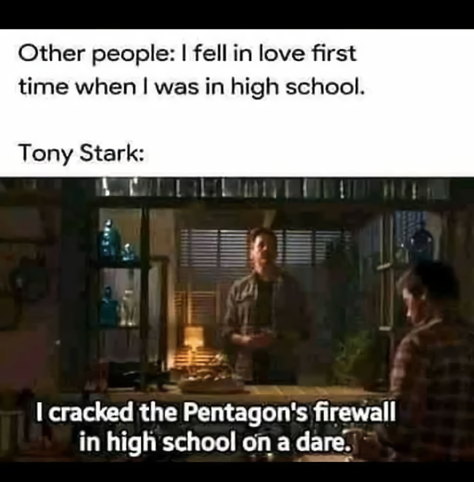 Other people: I fell in love first
time when I was in high school.
Tony Stark:
I cracked the Pentagon's firewall
in high school on a dare.